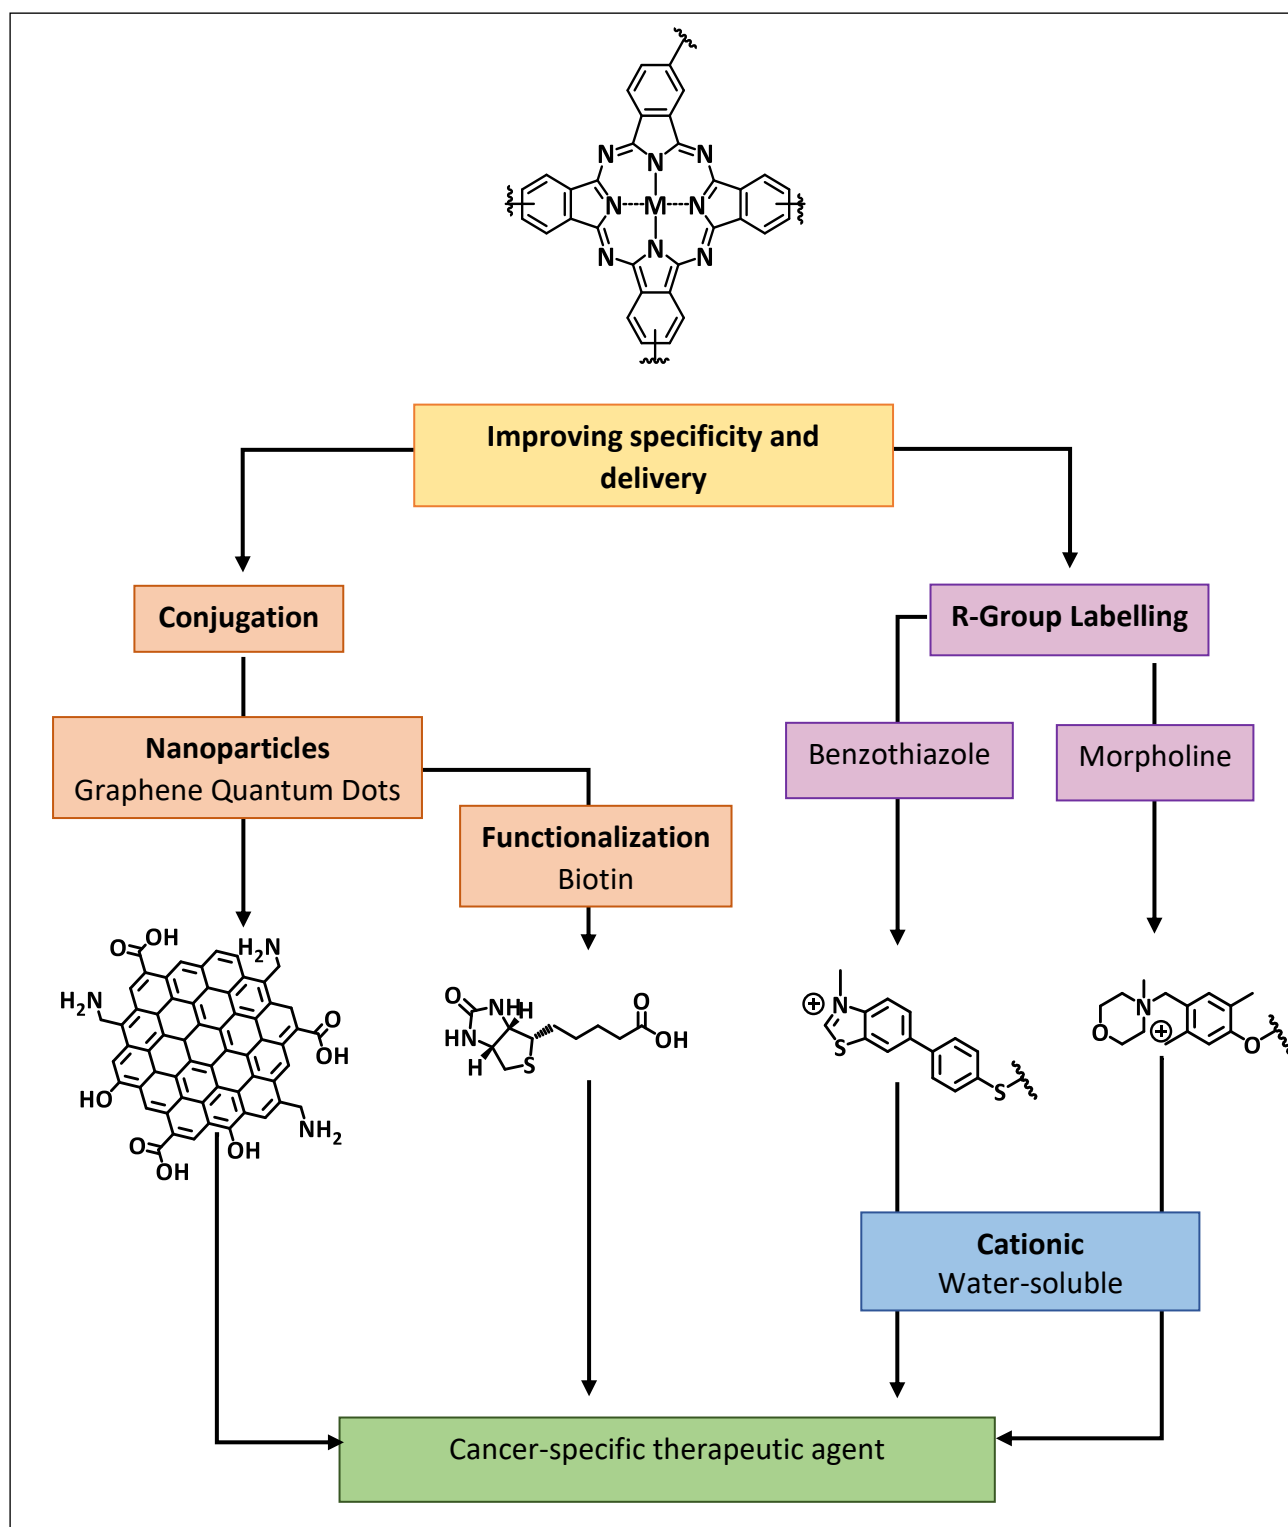 N
N
N
N
M
N
N
N
N
Improving specificity and
delivery
Conjugation
R-Group Labelling
Nanoparticles
Graphene Quantum Dots
Benzothiazole
Morpholine
Functionalization
Biotin
O
OH
H2N
H2N
O
OH
HO
NH2
O
OH
OH
O
NH
H
HN
H
S
O
OH
N
+
S
S
N
O
+
O
Cationic
Water-soluble
Cancer-specific therapeutic agent